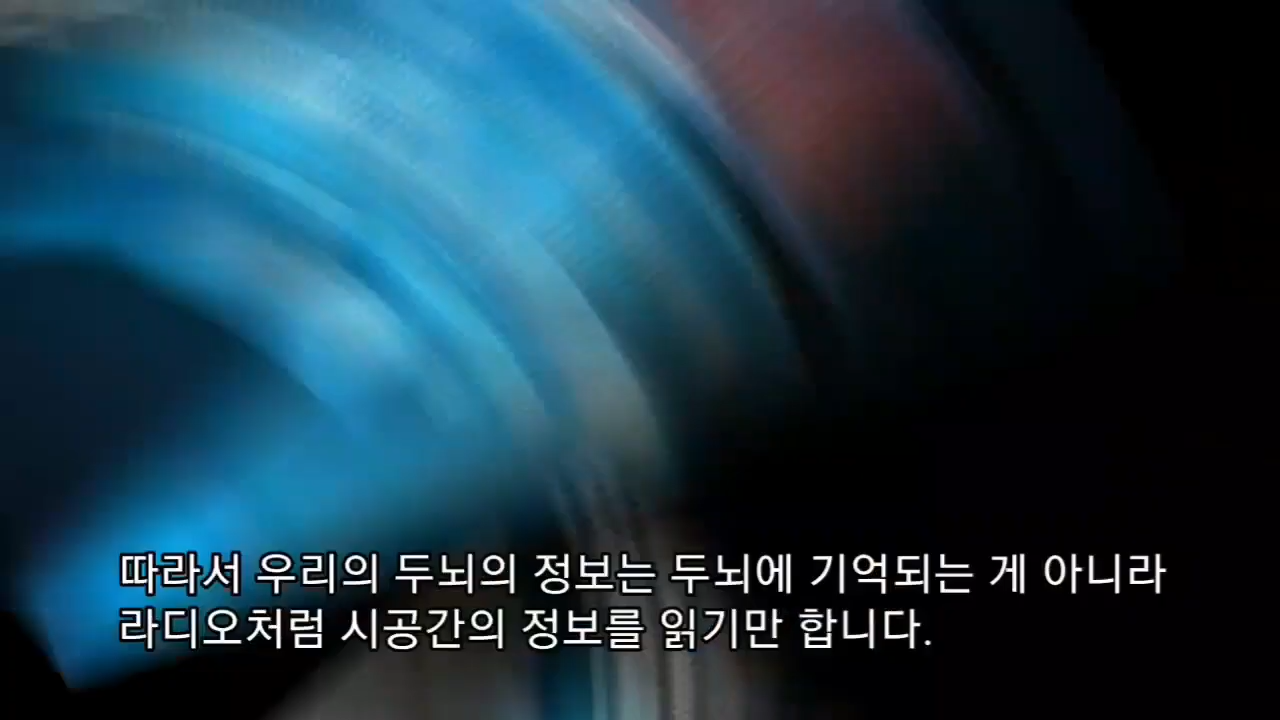 따라서 우리의 두뇌의 정보는 두뇌에 기억되는 게 아니라
라디오처럼 시공간의 정보를 읽기만 합니다.